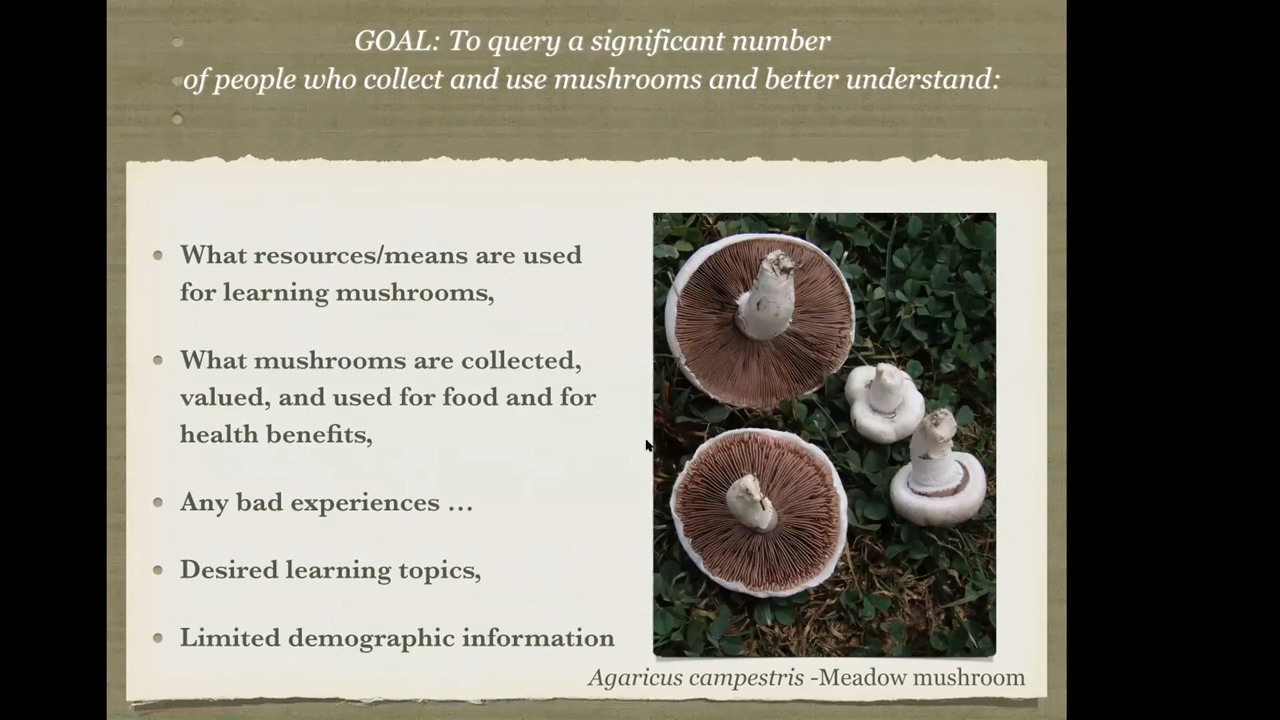 GOAL: To query a significant number
of people who collect and use mushrooms and better understand:
What resources/means are used
for learning mushrooms,
What mushrooms are collected,
valued, and used for food and for
health benefits,
Any bad experiences …
Desired learning topics,
Limited demographic information
Agaricus campestris -Meadow mushroom